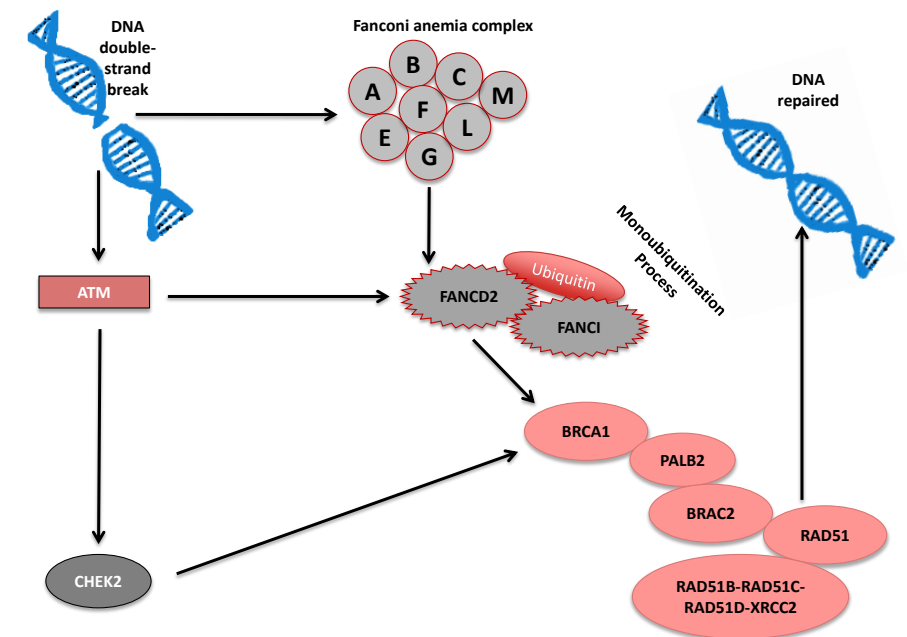 DNA
double-
strand
break
Fanconi anemia complex
A
B
C
M
F
E
L
G
DNA
repaired
ATM
FANCD2
Ubiquitin
FANCI
Monoubiquitination
Process
BRCA1
PALB2
BRAC2
RAD51
RAD51B-RAD51C-
RAD51D-XRCC2
CHEK2